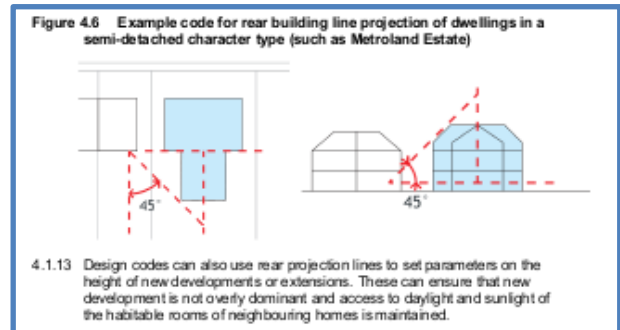 Figure 4.6 Example code for rear building line projection of dwellings in a
semi-detached character type (such as Metroland Estate)
45°
45°
4.1.13 Design codes can also use rear projection lines to set parameters on the
height of new developments or extensions. These can ensure that new
development is not overly dominant and access to daylight and sunlight of
the habitable rooms of neighbouring homes is maintained.